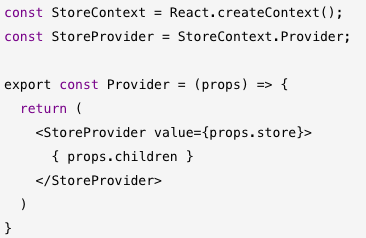 const StoreContext = React.createContext();
const StoreProvider = StoreContext.Provider;

export const Provider = (props) => {
  return (
    <StoreProvider value={props.store}>
      { props.children }
    </StoreProvider>
  )
}